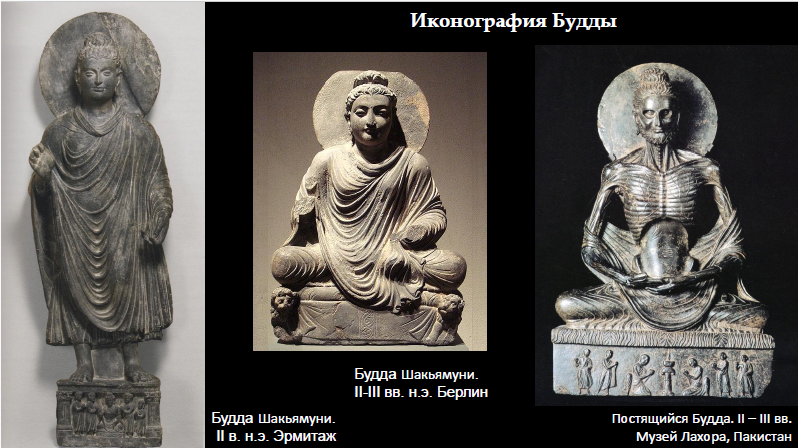 Иконография Будды
Будда Шакьямуни.
II-III вв. н.э. Берлин
Будда Шакьямуни.
II в. н.э. Эрмитаж
Постящийся Будда. II – III вв.
Музей Лахора, Пакистан